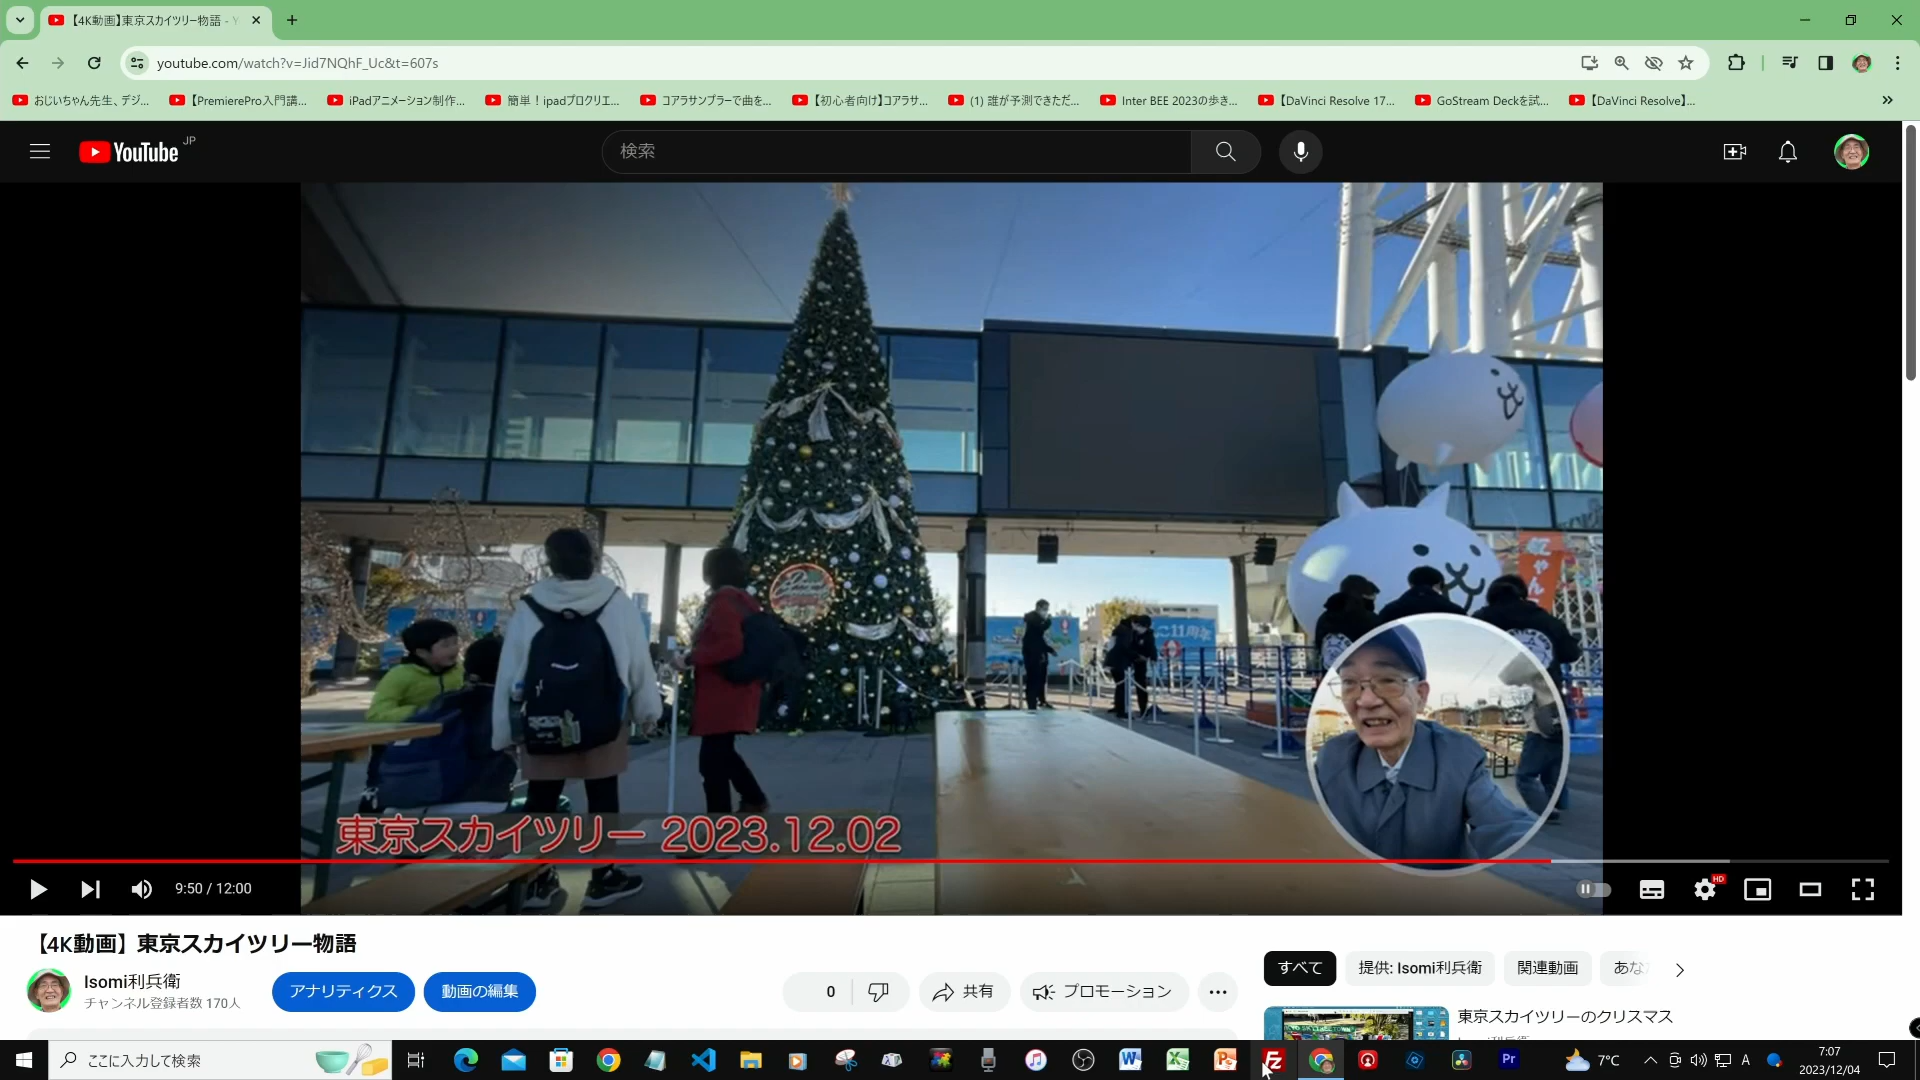 【4K動画】東京スカイツリー物語 - Y
youtube.com/watch?v=Jid7NQhF_Uc&t=607s
おじいちゃん先生、デジ...
【PremierePro入門講...
iPadアニメーション制作...
簡単！ipadプロクリエ...
コアラサンプラーで曲を...
【初心者向け】コアラサ...
(1) 誰が予測できただ...
Inter BEE 2023の歩き...
【DaVinci Resolve 17...
GoStream Deckを試...
【DaVinci Resolve】...
YouTube JP
検索
に11周年
東京スカイツリー 2023.12.02
9:50 / 12:00
HD
【4K動画】東京スカイツリー物語
Isomi利兵衛
チャンネル登録者数 170人
アナリティクス
動画の編集
0
共有
プロモーション
すべて
提供: Isomi利兵衛
関連動画
あな
東京スカイツリーのクリスマス
ここに入力して検索
7°C
A
7:07
2023/12/04